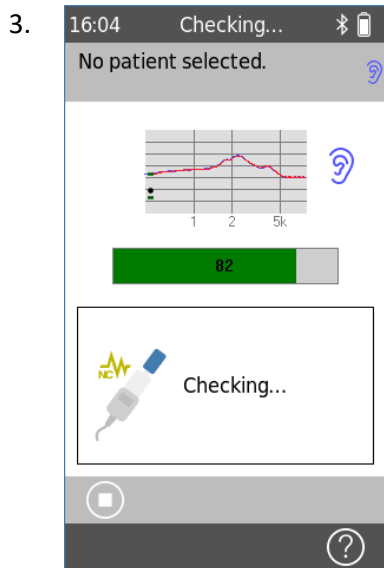 3.
16:04 Checking...
No patient selected.
1 2 5k
82
NC
Checking...
?